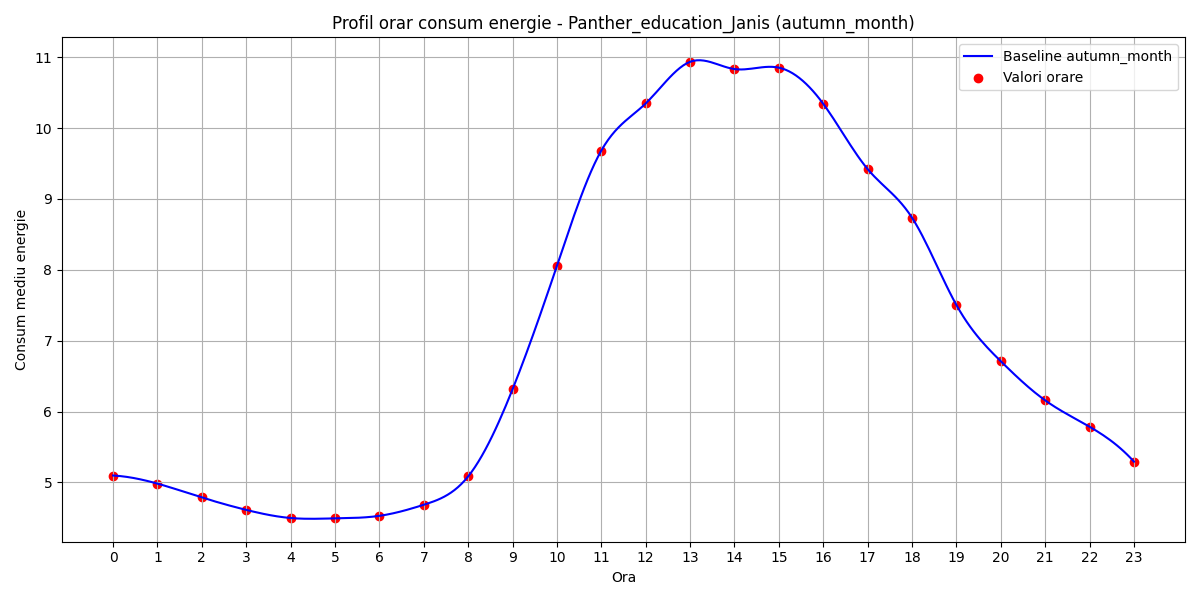 Profil orar consum energie - Panther_education_Janis (autumn_month)
Baseline autumn_month
Valori orare
Consum mediu energie
11
10
9
8
7
6
5
0 1 2 3 4 5 6 7 8 9 10 11 12 13 14 15 16 17 18 19 20 21 22 23
Ora